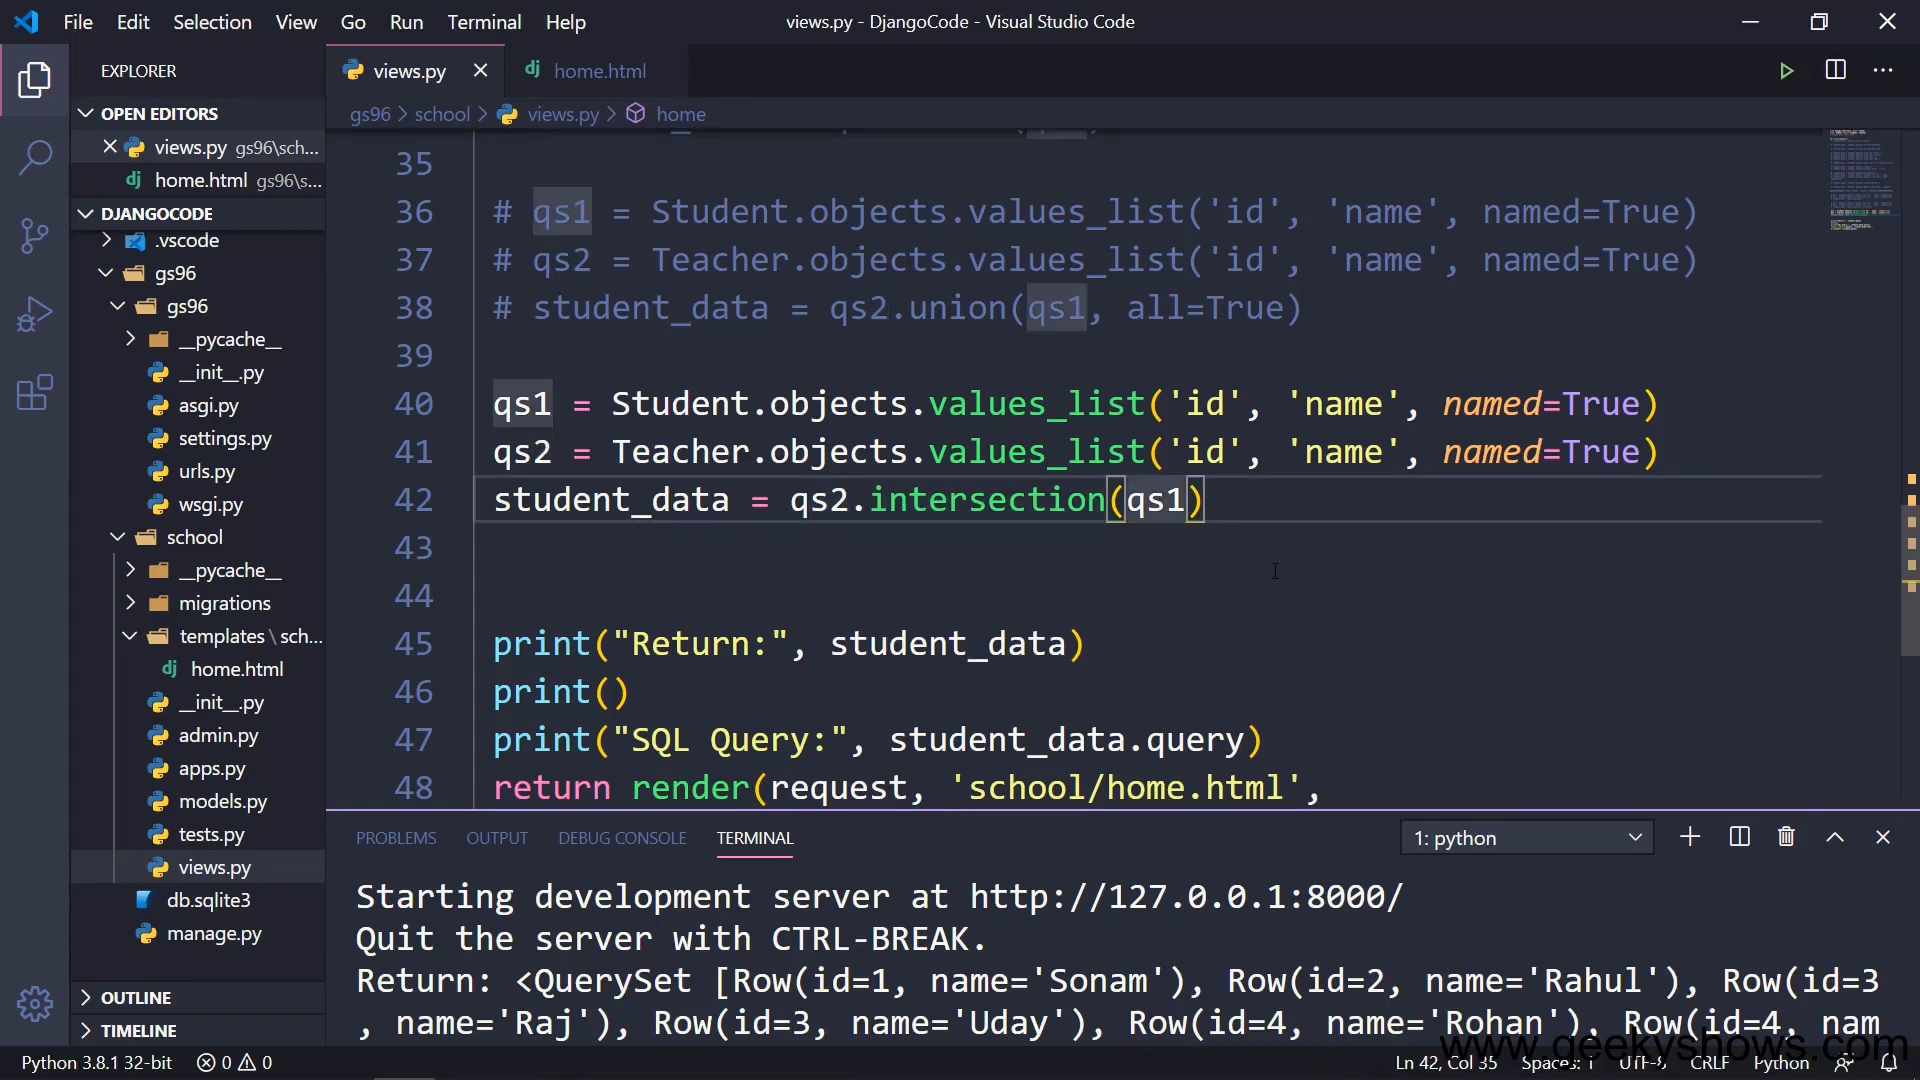 File Edit Selection View Go Run Terminal Help
views.py - DjangoCode - Visual Studio Code
EXPLORER
OPEN EDITORS
views.py gs96\sch...
home.html gs96\s...
DJANGOCODE
.vscode
gs96
gs96
__pycache__
__init__.py
asgi.py
settings.py
urls.py
wsgi.py
school
__pycache__
migrations
templates\sch...
home.html
__init__.py
admin.py
apps.py
models.py
tests.py
views.py
db.sqlite3
manage.py
OUTLINE
TIMELINE
views.py
home.html
gs96 > school > views.py > home
35
36 # qs1 = Student.objects.values_list('id', 'name', named=True)
37 # qs2 = Teacher.objects.values_list('id', 'name', named=True)
38 # student_data = qs2.union(qs1, all=True)
39
40 qs1 = Student.objects.values_list('id', 'name', named=True)
41 qs2 = Teacher.objects.values_list('id', 'name', named=True)
42 student_data = qs2.intersection(qs1)
43
44
45 print("Return:", student_data)
46 print()
47 print("SQL Query:", student_data.query)
48 return render(request, 'school/home.html',
PROBLEMS OUTPUT DEBUG CONSOLE TERMINAL
1: python
Starting development server at http://127.0.0.1:8000/
Quit the server with CTRL-BREAK.
Return: <QuerySet [Row(id=1, name='Sonam'), Row(id=2, name='Rahul'), Row(id=3
, name='Raj'), Row(id=3, name='Uday'), Row(id=4, name='Rohan'), Row(id=4, nam
www.geekyshows.com
Python 3.8.1 32-bit 0 0
Ln 42, Col 35 Spaces: 1 UTF-8 CRLF Python